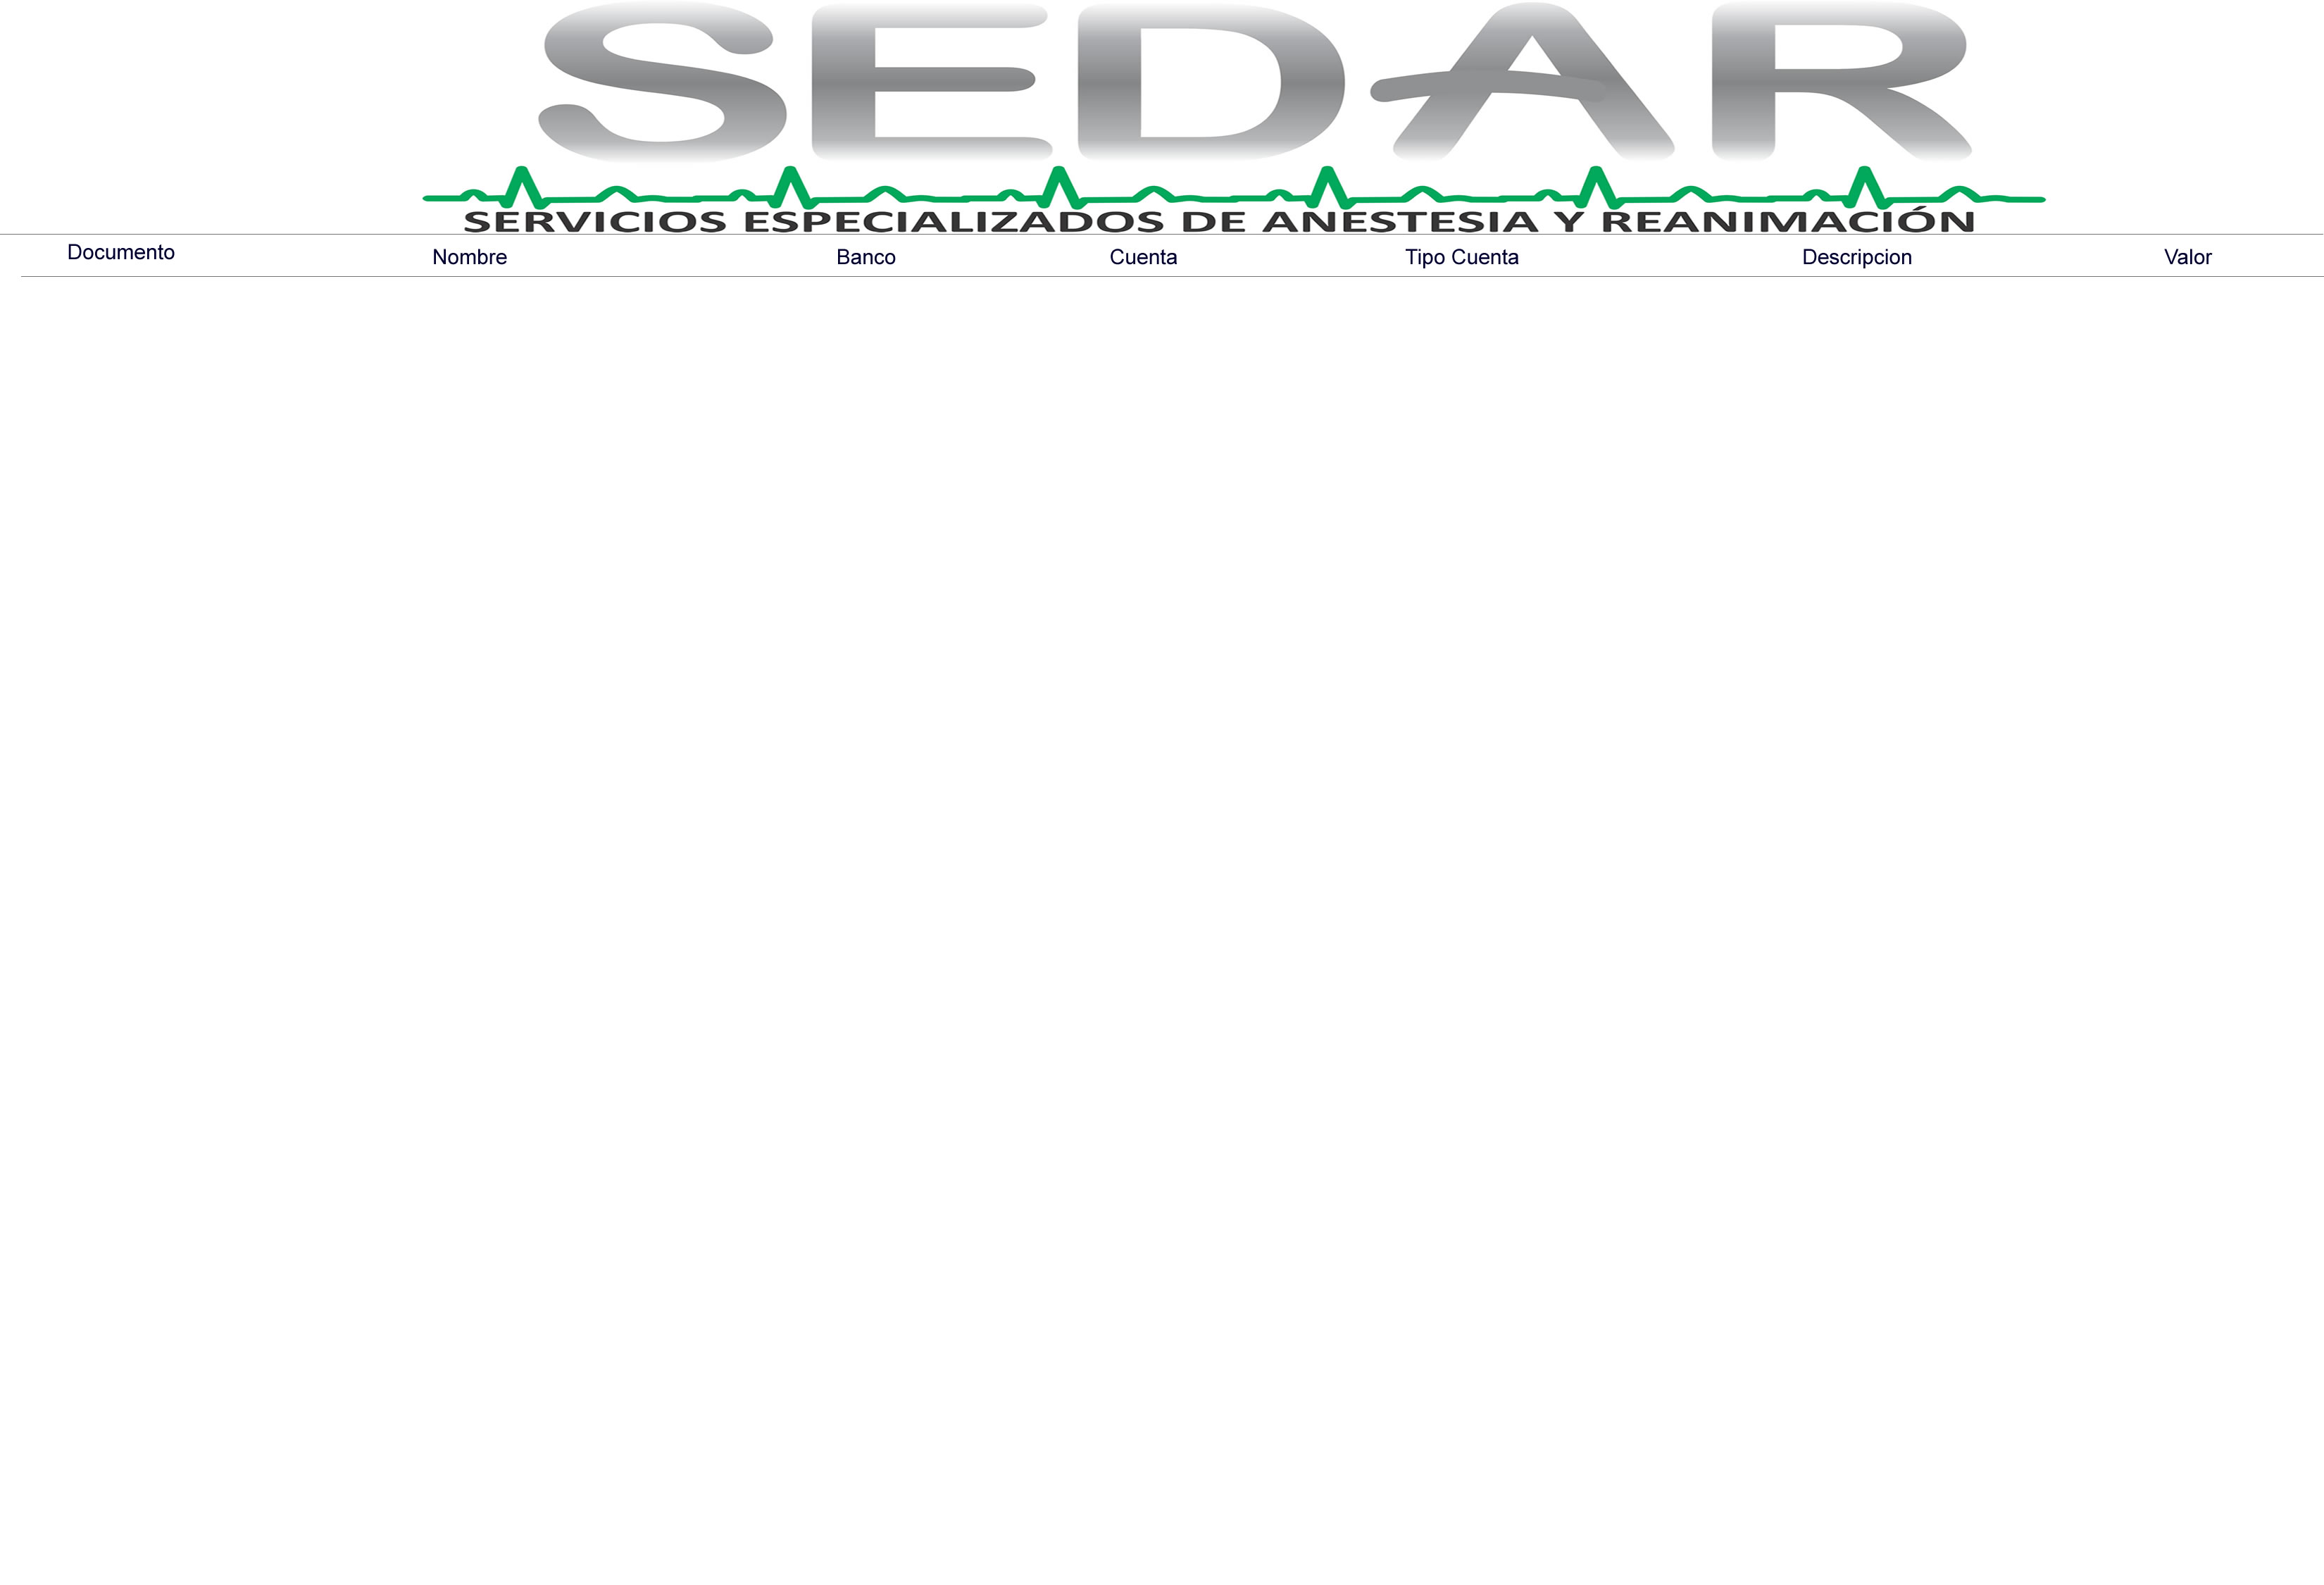 SEDAR
SERVICIOS ESPECIALIZADOS DE ANESTESIA Y REANIMACIÓN
Documento Nombre Banco Cuenta Tipo Cuenta Descripcion Valor